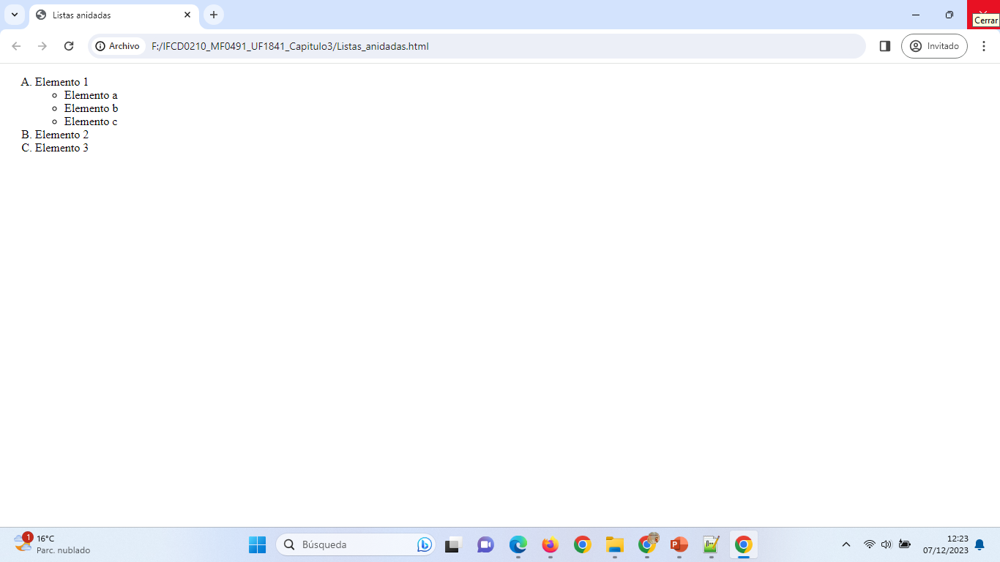 Listas anidadas
Cerrar
Archivo F:/IFCD0210_MF0491_UF1841_Capitulo3/Listas_anidadas.html Invitado
A. Elemento 1
Elemento a
Elemento b
Elemento c
B. Elemento 2
C. Elemento 3
1 16°C
Parc. nublado
Búsqueda
12:23
07/12/2023